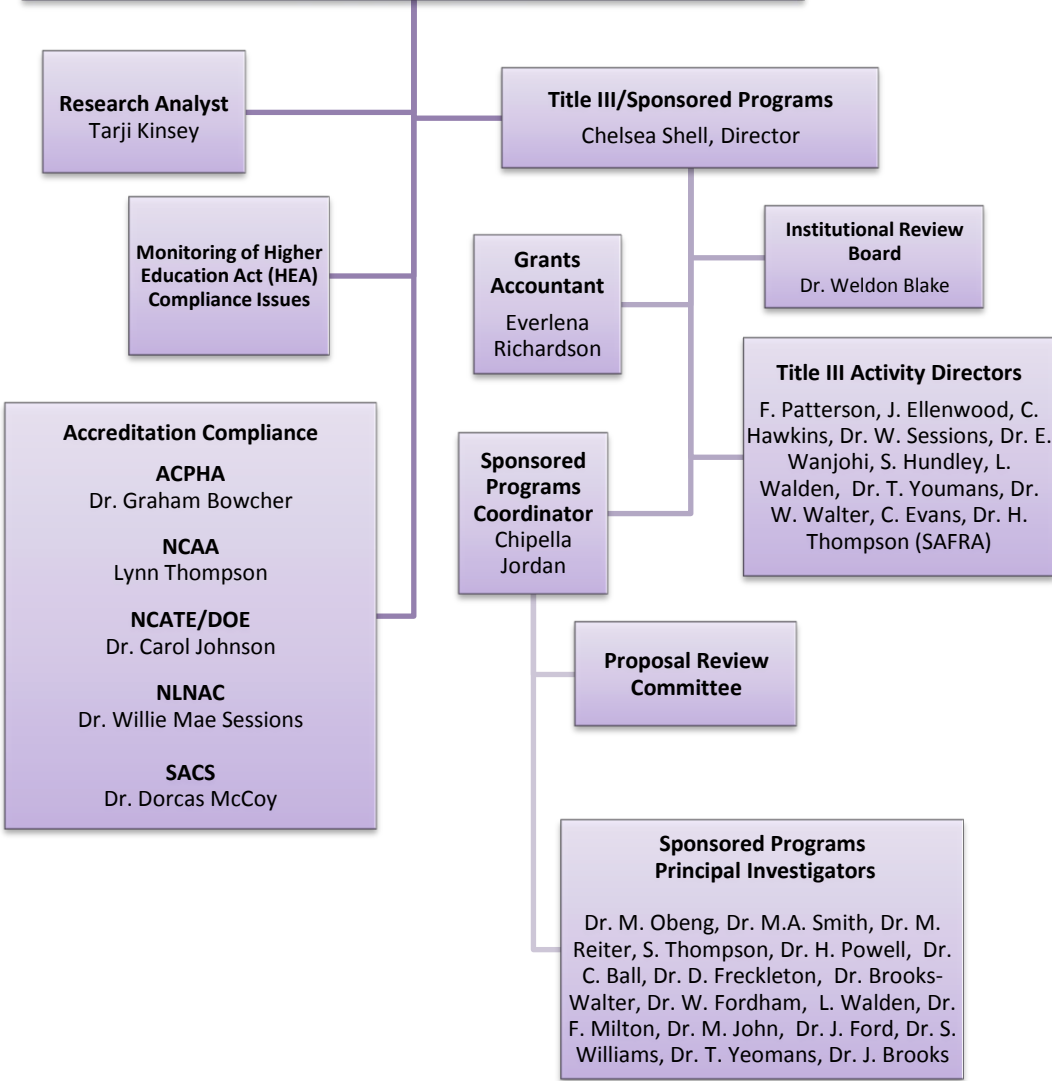 Research Analyst
Tarji Kinsey
Title III/Sponsored Programs
Chelsea Shell, Director
Monitoring of Higher
Education Act (HEA)
Compliance Issues
Grants
Accountant
Everlena
Richardson
Institutional Review
Board
Dr. Weldon Blake
Title III Activity Directors
F. Patterson, J. Ellenwood, C.
Hawkins, Dr. W. Sessions, Dr. E.
Wanjohi, S. Hundley, L.
Walden, Dr. T. Youmans, Dr.
W. Walter, C. Evans, Dr. H.
Thompson (SAFRA)
Accreditation Compliance
ACPHA
Dr. Graham Bowcher
NCAA
Lynn Thompson
NCATE/DOE
Dr. Carol Johnson
NLNAC
Dr. Willie Mae Sessions
SACS
Dr. Dorcas McCoy
Sponsored
Programs
Coordinator
Chipella
Jordan
Proposal Review
Committee
Sponsored Programs
Principal Investigators
Dr. M. Obeng, Dr. M.A. Smith, Dr. M.
Reiter, S. Thompson, Dr. H. Powell, Dr.
C. Ball, Dr. D. Freckleton, Dr. Brooks-
Walter, Dr. W. Fordham, L. Walden, Dr.
F. Milton, Dr. M. John, Dr. J. Ford, Dr. S.
Williams, Dr. T. Yeomans, Dr. J. Brooks